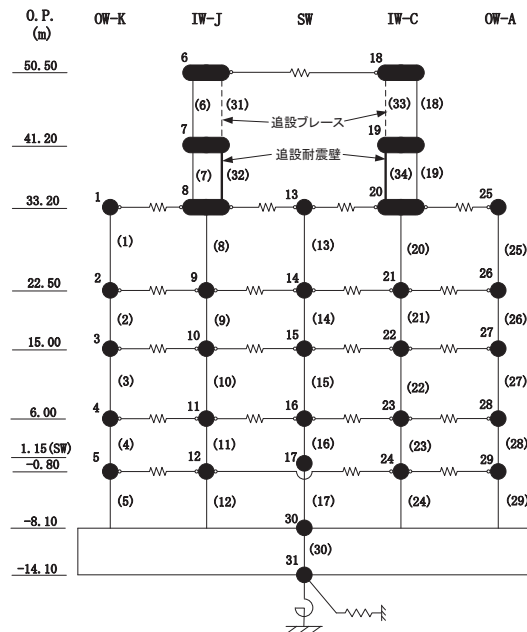 O.P. OW-K IW-J SW IW-C OW-A
(m)
6 18
50.50
(6) (31) (33) (18)
追設ブレース
7 19
41.20
追設耐震壁
(7) (32) (34) (19)
1 8 13 20 25
33.20
(1) (8) (13) (20) (25)
2 9 14 21 26
22.50
(2) (9) (14) (21) (26)
3 10 15 22 27
15.00
(3) (10) (15) (22) (27)
4 11 16 23 28
6.00
(4) (11) (16) (23) (28)
1.15(SW)
5 12 17 24 29
-0.80
(5) (12) (17) (24) (29)
30
-8.10
(30)
31
-14.10